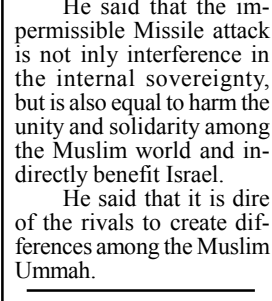 He said that the im-
permissible Missile attack
is not inly interference in
the internal sovereignty,
but is also equal to harm the
unity and solidarity among
the Muslim world and in-
directly benefit Israel.
He said that it is dire
of the rivals to create dif-
ferences among the Muslim
Ummah.